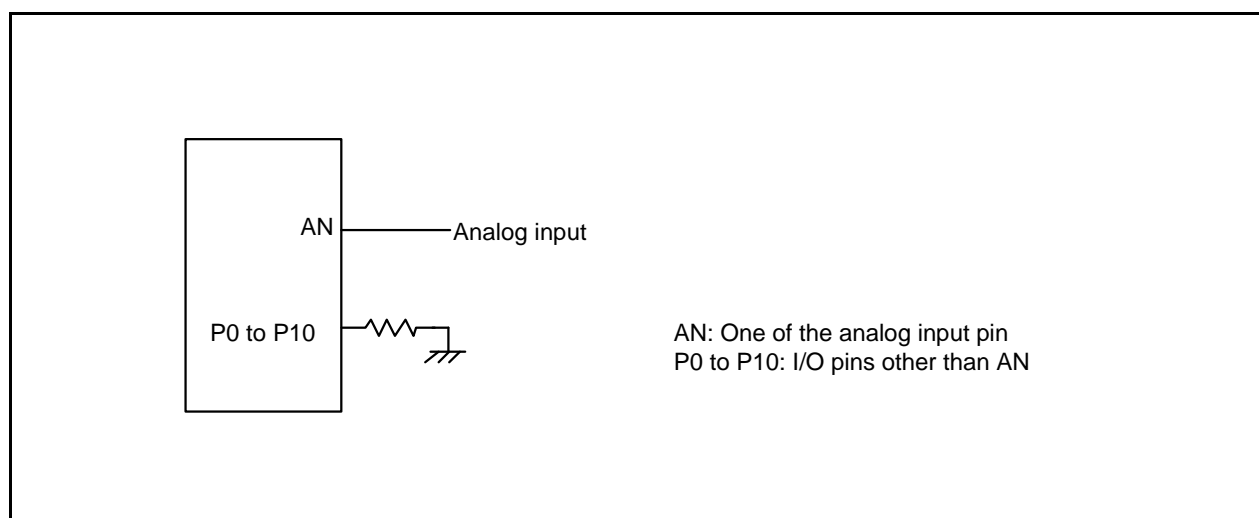 AN
Analog input
P0 to P10
AN: One of the analog input pin
P0 to P10: I/O pins other than AN